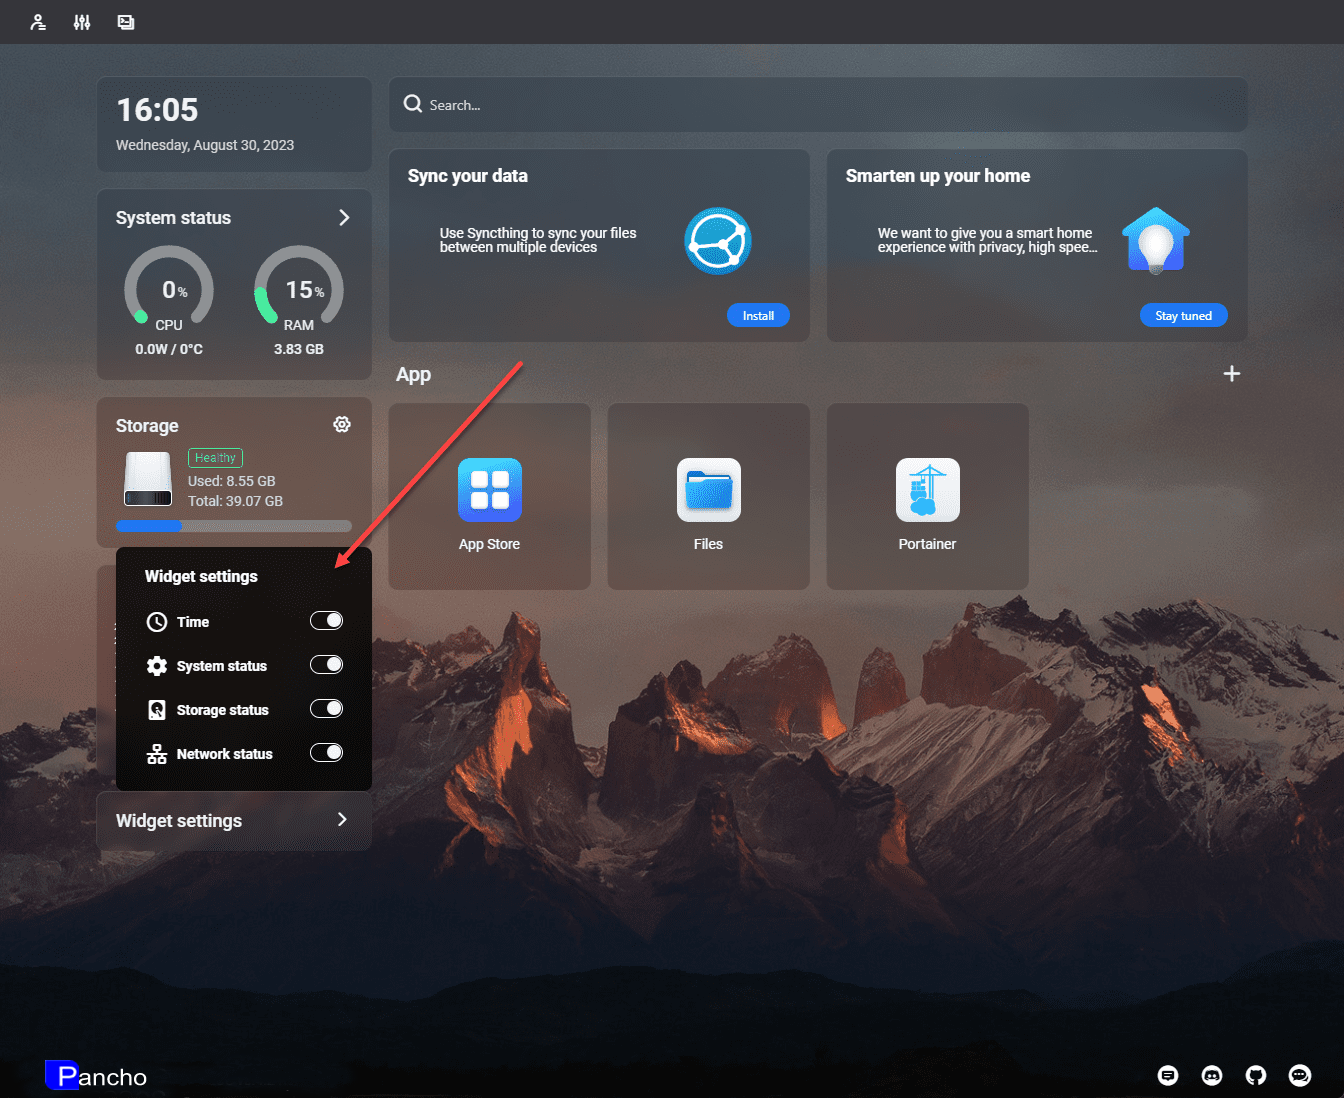 16:05
Wednesday, August 30, 2023
System status
0%
CPU
0.0W / 0°C
15%
RAM
3.83 GB
Storage
Healthy
Used: 8.55 GB
Total: 39.07 GB
Widget settings
Time
System status
Storage status
Network status
Widget settings
Search...
Sync your data
Use Syncthing to sync your files
between multiple devices
Install
Smarten up your home
We want to give you a smart home
experience with privacy, high spee...
Stay tuned
App
App Store
Files
Portainer
Pancho